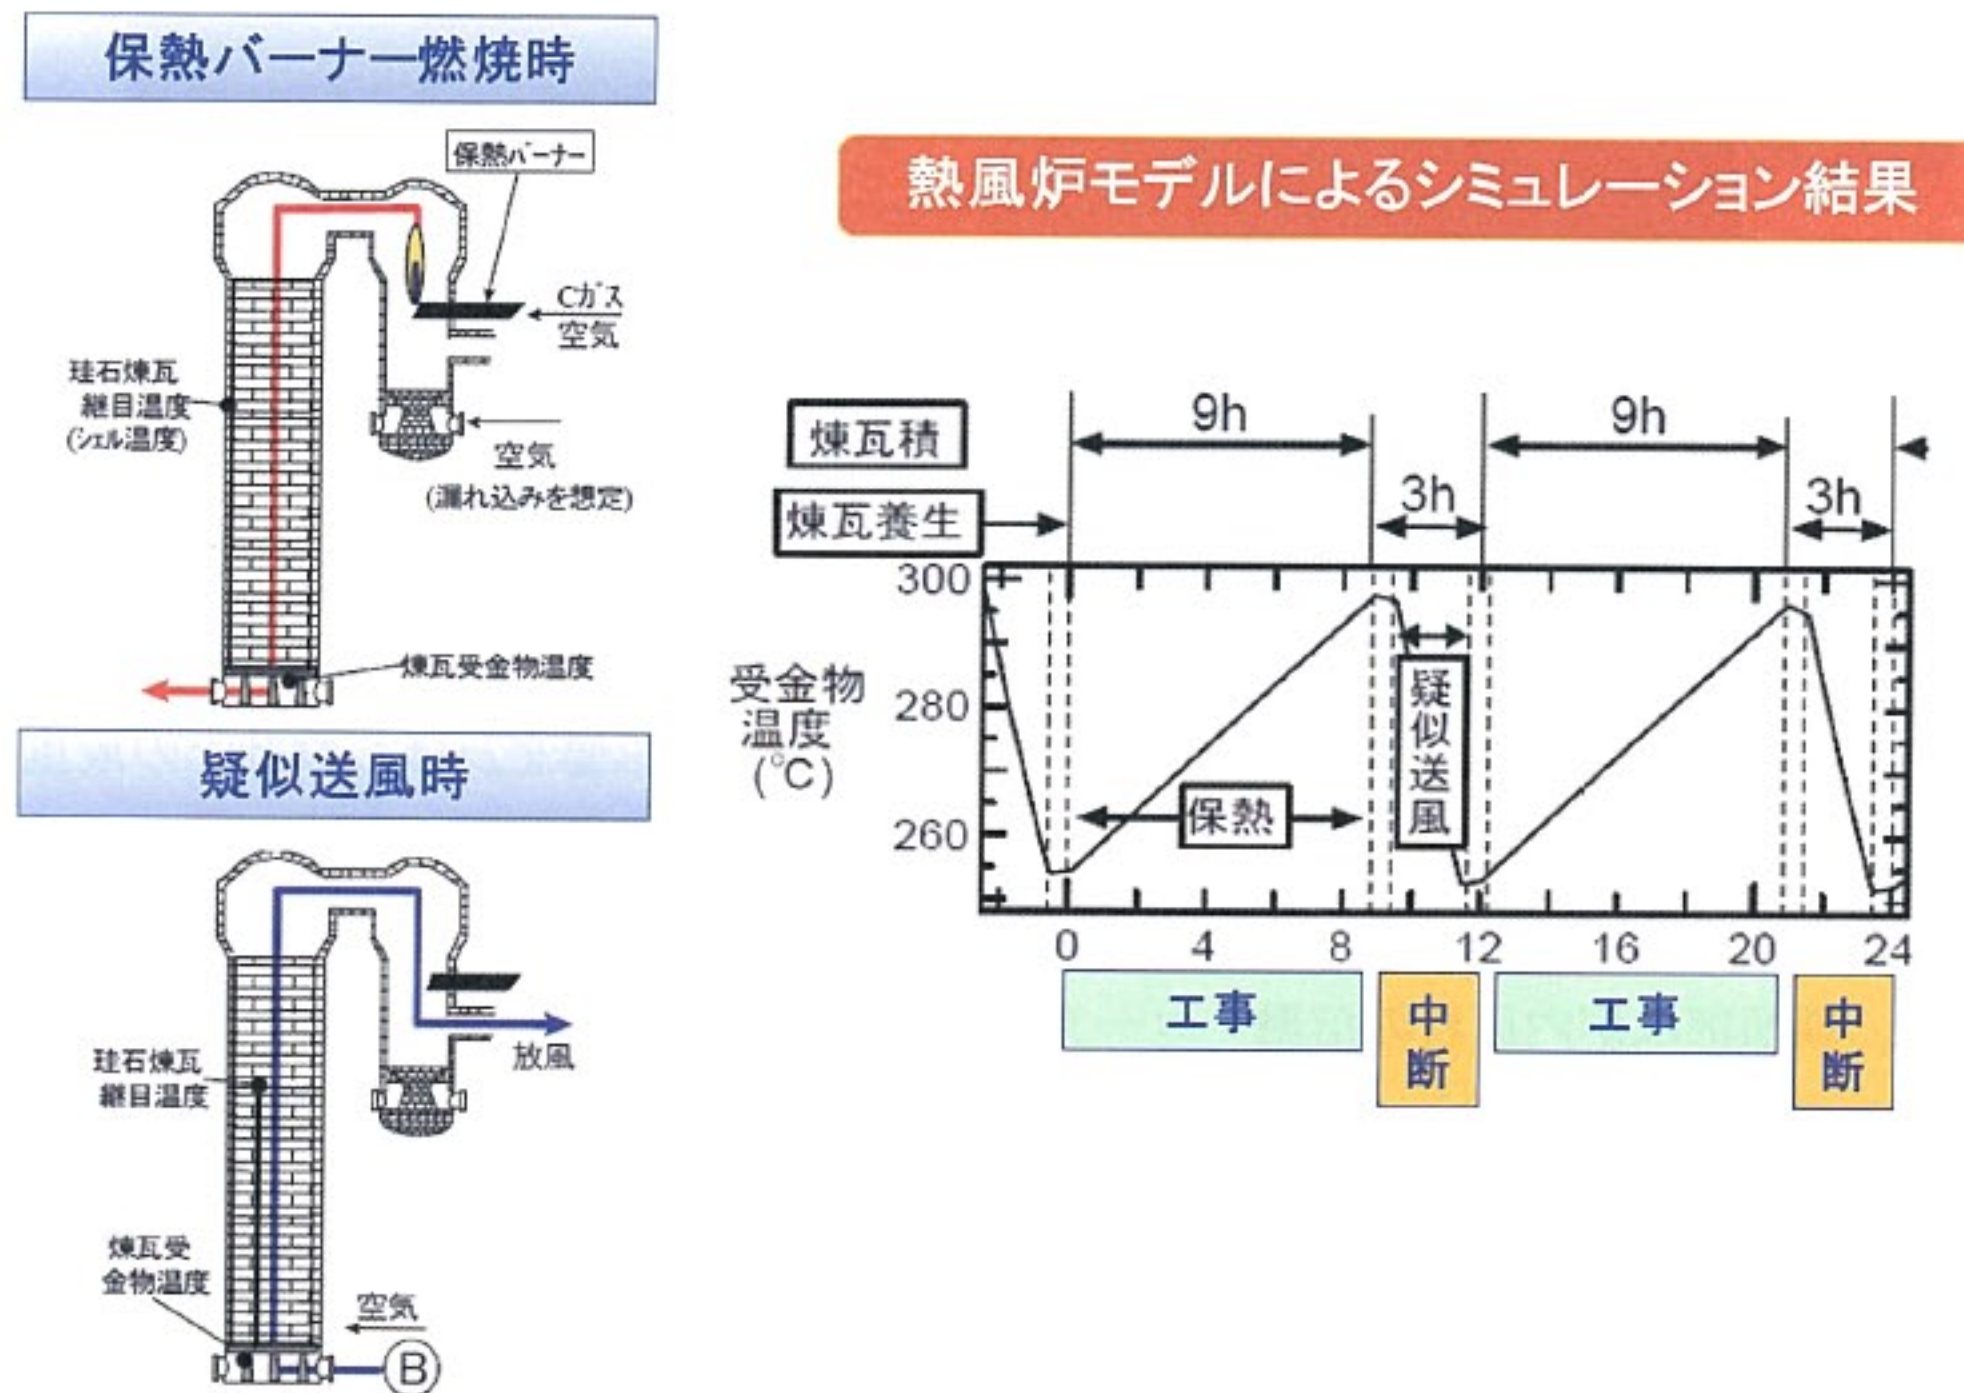 保熱バーナー燃焼時
保熱バーナー
Cガス
空気
珪石煉瓦
継目温度
(シェル温度)
空気
(漏れ込みを想定)
煉瓦受金物温度
疑似送風時
放風
珪石煉瓦
継目温度
煉瓦受
金物温度
空気
B
熱風炉モデルによるシミュレーション結果
煉瓦積
9h
9h
煉瓦養生
3h
3h
300
280
260
受金物
温度
(℃)
保熱
疑似送風
0 4 8 12 16 20 24
工事
中断
工事
中断